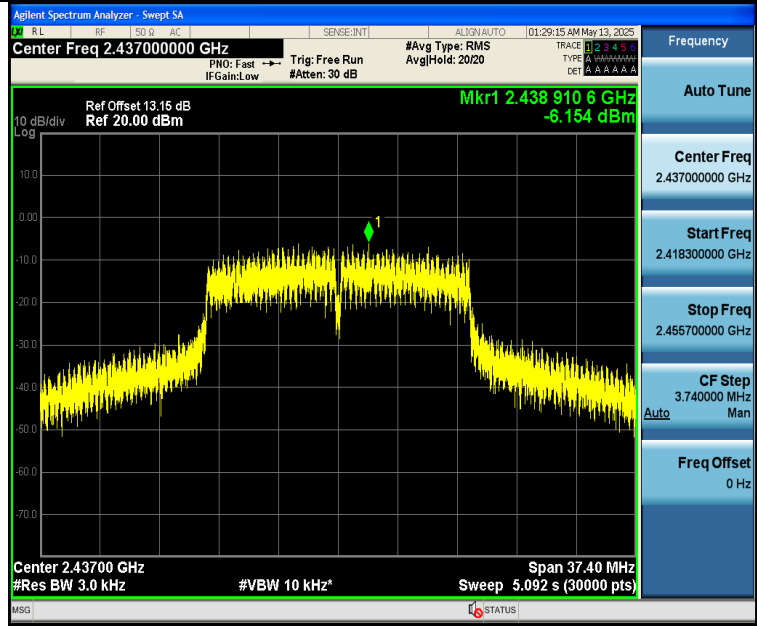 Agilent Spectrum Analyzer - Swept SA
RL RF 50 Ω AC SENSE:INT ALIGNAUTO 01:29:15 AM May 13, 2025
Center Freq 2.437000000 GHz
PNO: Fast
IFGain:Low
Trig: Free Run
#Atten: 30 dB
#Avg Type: RMS
Avg|Hold: 20/20
TRACE 1 2 3 4 5 6
TYPE A
DET A A A A A A
Mkr1 2.438 910 6 GHz
-6.154 dBm
Ref Offset 13.15 dB
10 dB/div Ref 20.00 dBm
Log
10.0
0.00
-10.0
-20.0
-30.0
-40.0
-50.0
-60.0
-70.0
1
Center 2.43700 GHz Span 37.40 MHz
#Res BW 3.0 kHz #VBW 10 kHz* Sweep 5.092 s (30000 pts)
MSG STATUS
Frequency
Auto Tune
Center Freq
2.437000000 GHz
Start Freq
2.418300000 GHz
Stop Freq
2.455700000 GHz
CF Step
3.740000 MHz
Auto Man
Freq Offset
0 Hz